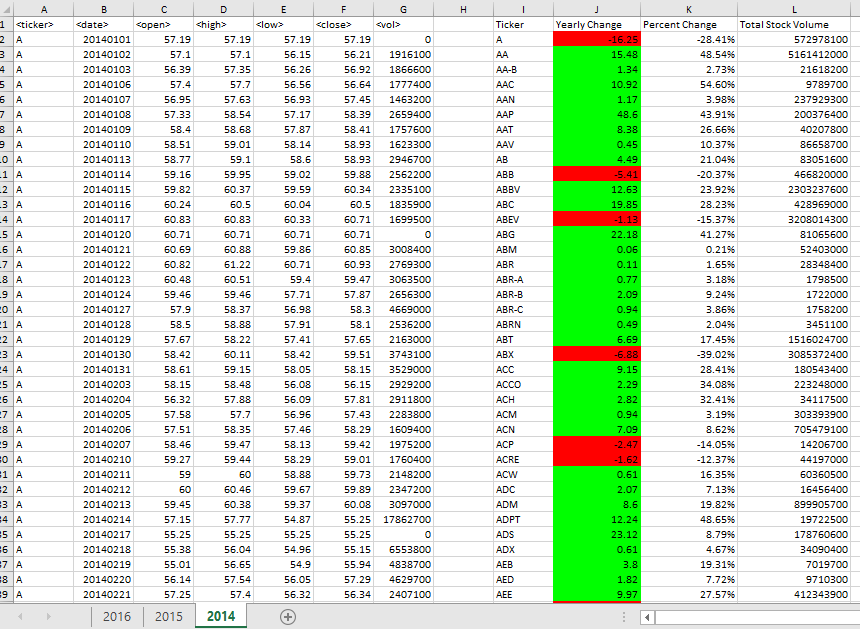 A B C D E F G H I J K L
1 <ticker> <date> <open> <high> <low> <close> <vol> Ticker Yearly Change Percent Change Total Stock Volume
2 A 20140101 57.19 57.19 57.19 57.19 0 A -16.25 -28.41% 572978100
3 A 20140102 57.1 57.1 56.15 56.21 1916100 AA 15.48 48.54% 5161412000
4 A 20140103 56.39 57.35 56.26 56.92 1866600 AA-B 1.34 2.73% 21618200
5 A 20140106 57.4 57.7 56.56 56.64 1777400 AAC 10.92 54.60% 9789700
6 A 20140107 56.95 57.63 56.93 57.45 1463200 AAN 1.17 3.98% 237929300
7 A 20140108 57.33 58.54 57.17 58.39 2659400 AAP 48.6 43.91% 200376400
8 A 20140109 58.4 58.68 57.87 58.41 1757600 AAT 8.38 26.66% 40207800
9 A 20140110 58.51 59.01 58.14 58.93 1623300 AAV 0.45 10.37% 86658700
10 A 20140113 58.77 59.1 58.6 58.93 2946700 AB 4.49 21.04% 83051600
11 A 20140114 59.16 59.95 59.02 59.88 2562200 ABB -5.41 -20.37% 466820000
12 A 20140115 59.82 60.37 59.59 60.34 2335100 ABBV 12.63 23.92% 2303237600
13 A 20140116 60.24 60.5 60.04 60.5 1835900 ABC 19.85 28.23% 428969000
14 A 20140117 60.83 60.83 60.33 60.71 1699500 ABEV -1.13 -15.37% 3208014300
15 A 20140120 60.71 60.71 60.71 60.71 0 ABG 22.18 41.27% 81065600
16 A 20140121 60.69 60.88 59.86 60.85 3008400 ABM 0.06 0.21% 52403000
17 A 20140122 60.82 61.22 60.71 60.93 2769300 ABR 0.11 1.65% 28348400
18 A 20140123 60.48 60.51 59.4 59.47 3063500 ABR-A 0.77 3.18% 1798500
19 A 20140124 59.46 59.46 57.71 57.87 2656300 ABR-B 2.09 9.24% 1722000
20 A 20140127 57.9 58.37 56.98 58.3 4669000 ABR-C 0.94 3.86% 1758200
21 A 20140128 58.5 58.88 57.91 58.1 2536200 ABRN 0.49 2.04% 3451100
22 A 20140129 57.67 58.22 57.41 57.65 2163000 ABT 6.69 17.45% 1516024700
23 A 20140130 58.42 60.11 58.42 59.51 3743100 ABX -6.88 -39.02% 3085372400
24 A 20140131 58.61 59.15 58.05 58.15 3529000 ACC 9.15 28.41% 180543400
25 A 20140203 58.15 58.48 56.08 56.15 2929200 ACCO 2.29 34.08% 223248000
26 A 20140204 56.32 57.88 56.09 57.81 2911800 ACH 2.82 32.41% 34117500
27 A 20140205 57.58 57.7 56.96 57.43 2283800 ACM 0.94 3.19% 303393900
28 A 20140206 57.51 58.35 57.46 58.29 1609400 ACN 7.09 8.62% 705479100
29 A 20140207 58.46 59.47 58.13 59.42 1975200 ACP -2.47 -14.05% 14206700
30 A 20140210 59.27 59.44 58.29 59.01 1760400 ACRE -1.62 -12.37% 44197000
31 A 20140211 59 60 58.88 59.73 2148200 ACW 0.61 16.35% 60360500
32 A 20140212 60 60.46 59.67 59.89 2347200 ADC 2.07 7.13% 16456400
33 A 20140213 59.45 60.38 59.37 60.08 3097000 ADM 8.6 19.82% 899905700
34 A 20140214 57.15 57.77 54.87 55.25 17862700 ADPT 12.24 48.65% 19722500
35 A 20140217 55.25 55.25 55.25 55.25 0 ADS 23.12 8.79% 178760600
36 A 20140218 55.38 56.04 54.96 55.15 6553800 ADX 0.61 4.67% 34090400
37 A 20140219 55.01 56.65 54.9 55.94 4838700 AEB 3.8 19.31% 7019700
38 A 20140220 56.14 57.54 56.05 57.29 4629700 AED 1.82 7.72% 9710300
39 A 20140221 57.25 57.4 56.32 56.34 2407100 AEE 9.97 27.57% 412343900
2016 2015 2014